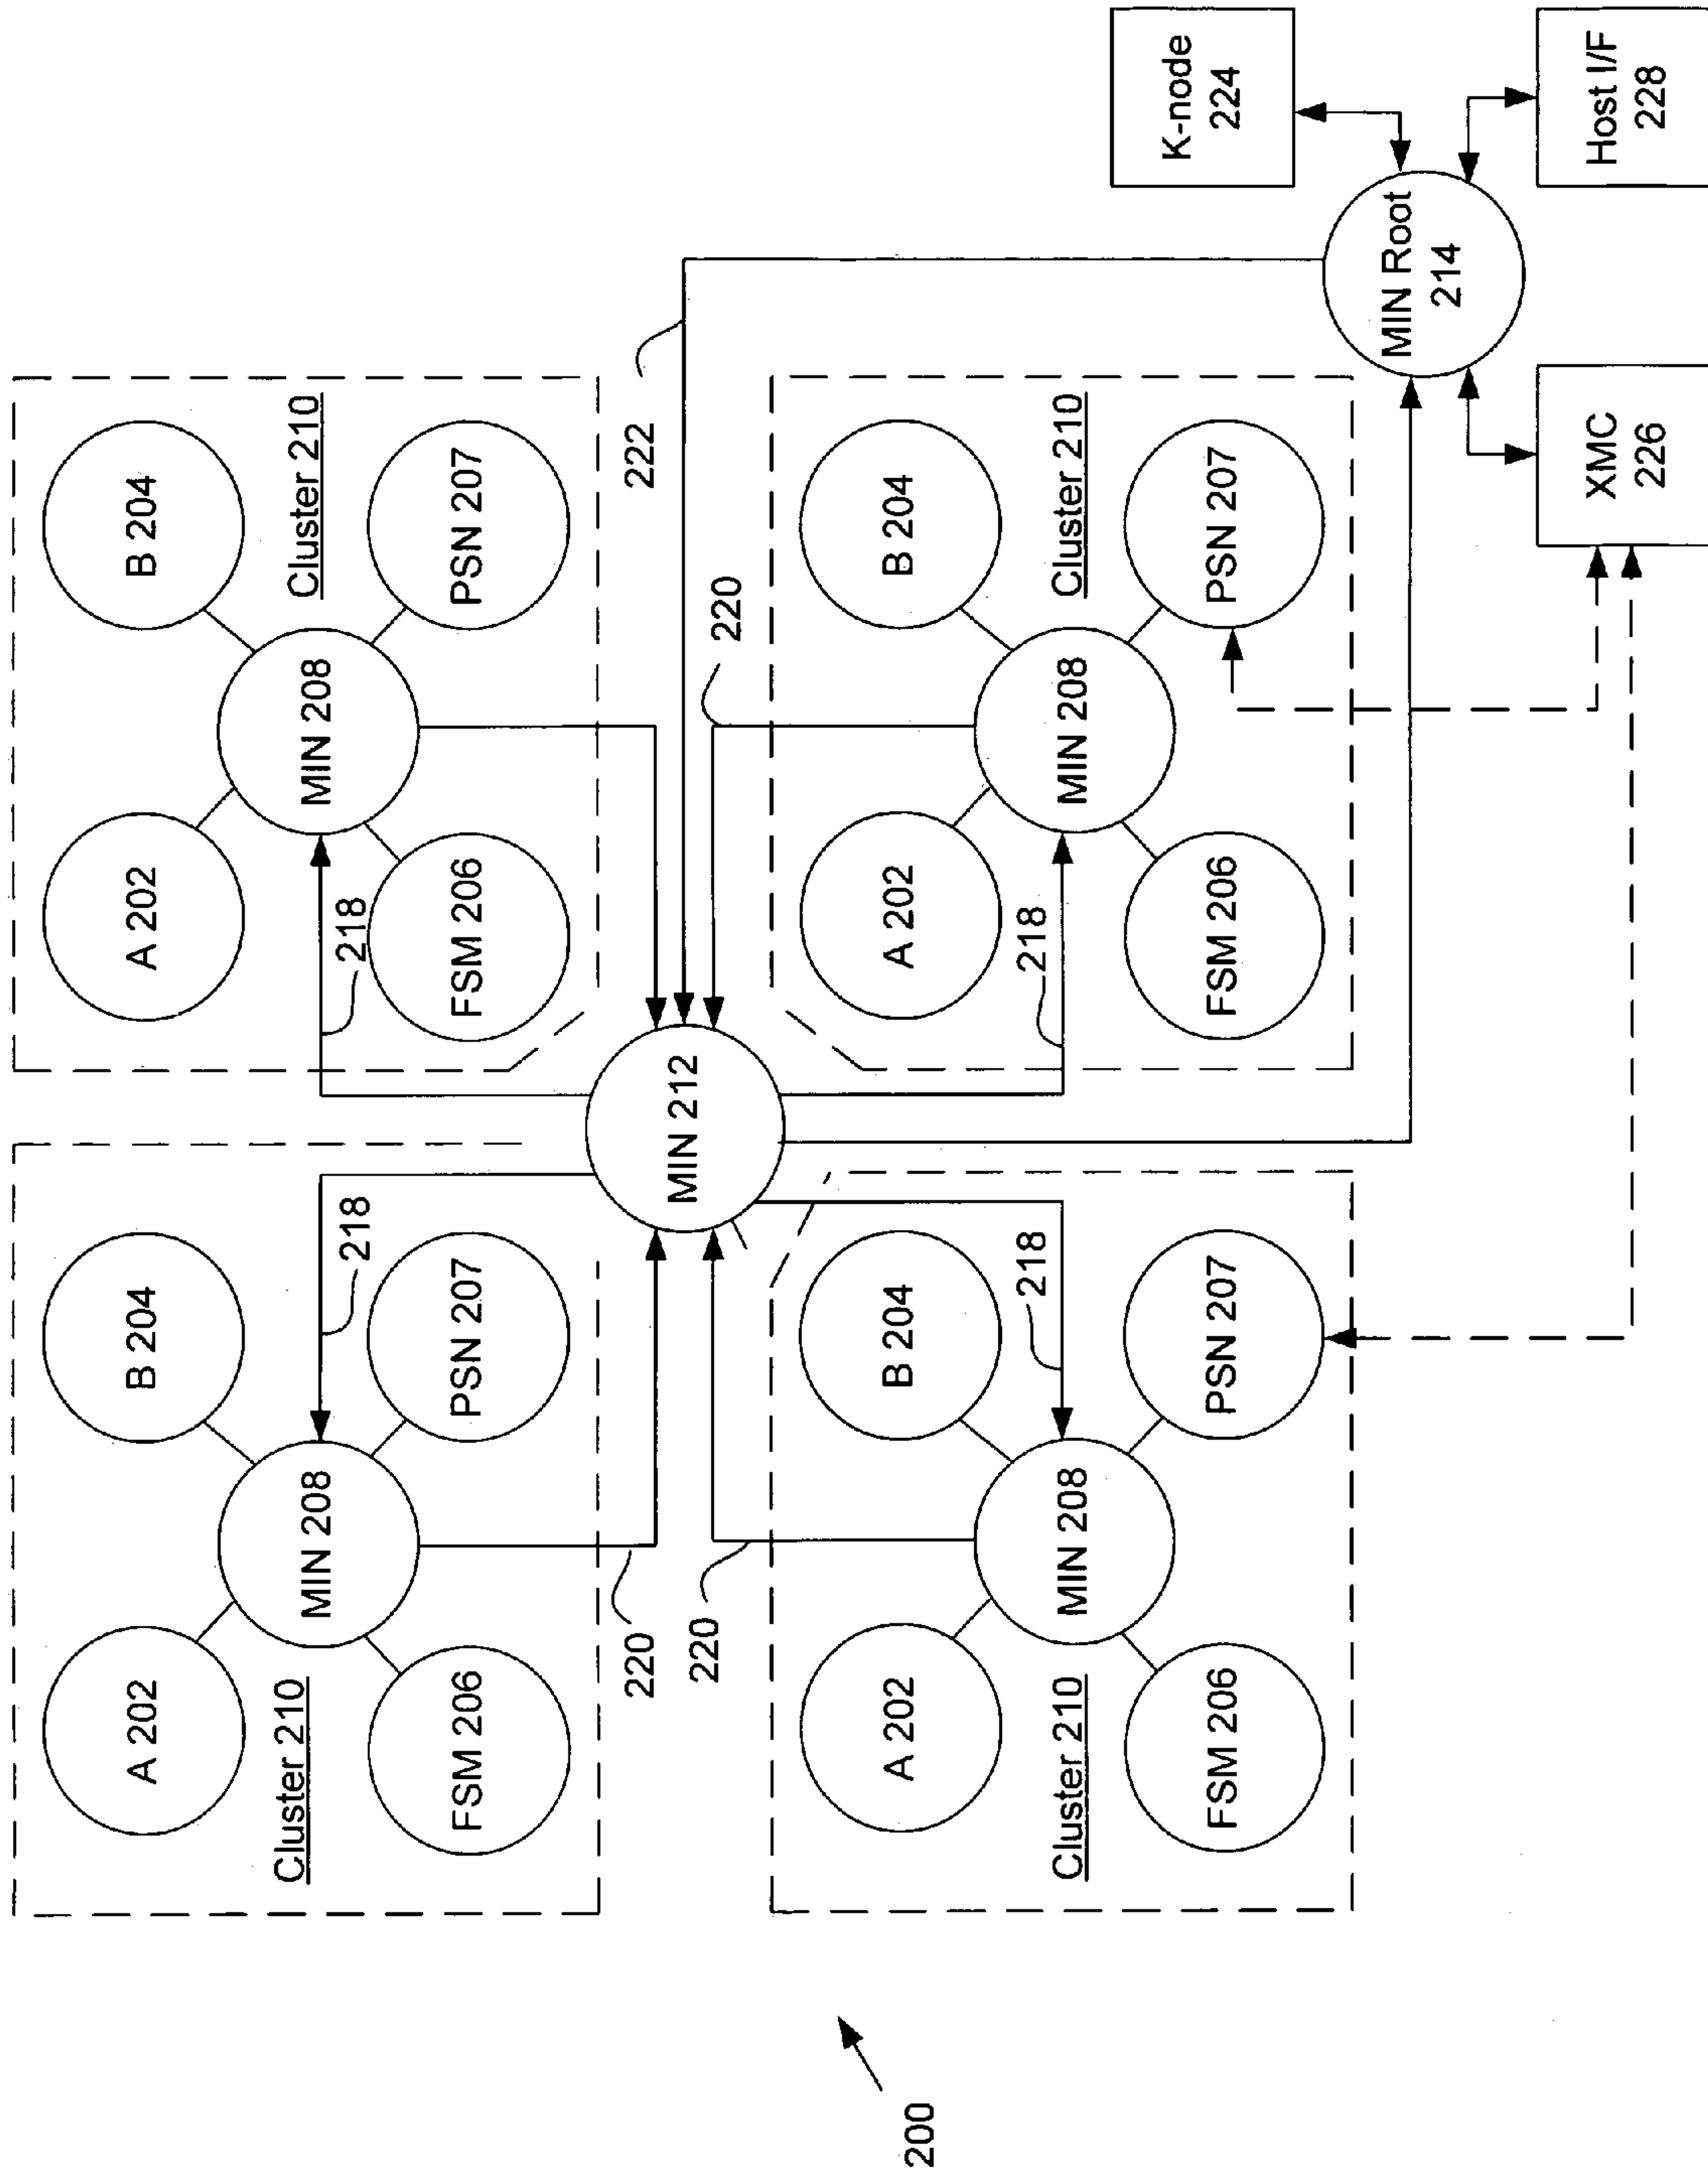 A 202
B 204
A 202
B 204
Cluster 210
MIN 208
218
218
MIN 208
Cluster 210
FSM 206
PSN 207
FSM 206
PSN 207
220
MIN 212
222
220
220
200
A 202
B 204
A 202
B 204
218
218
Cluster 210
MIN 208
MIN 208
Cluster 210
FSM 206
PSN 207
FSM 206
PSN 207
K-node
224
MIN Root
214
XMC
226
Host I/F
228